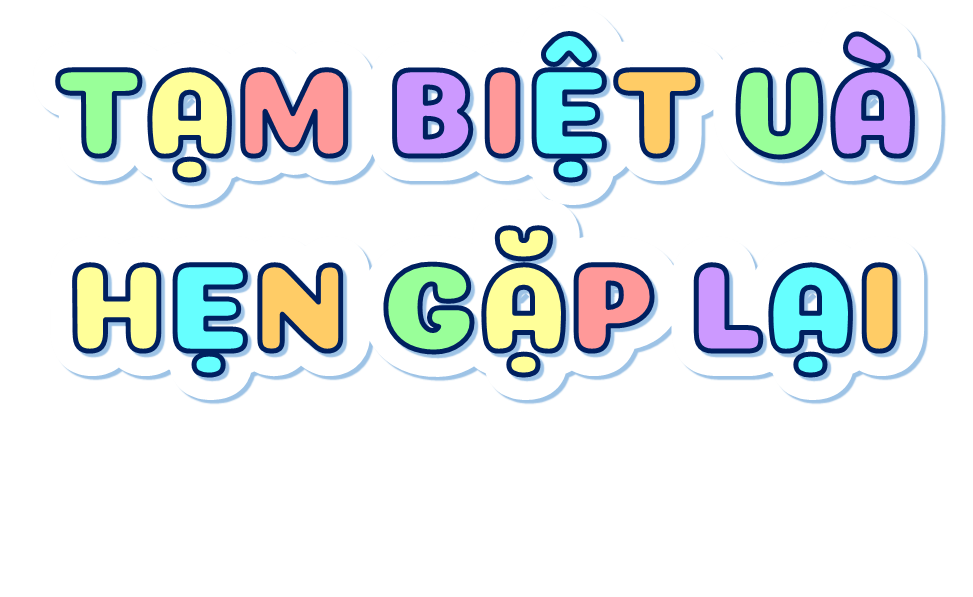 TẠM BIỆT UÀ
HẸN GẶP LẠI